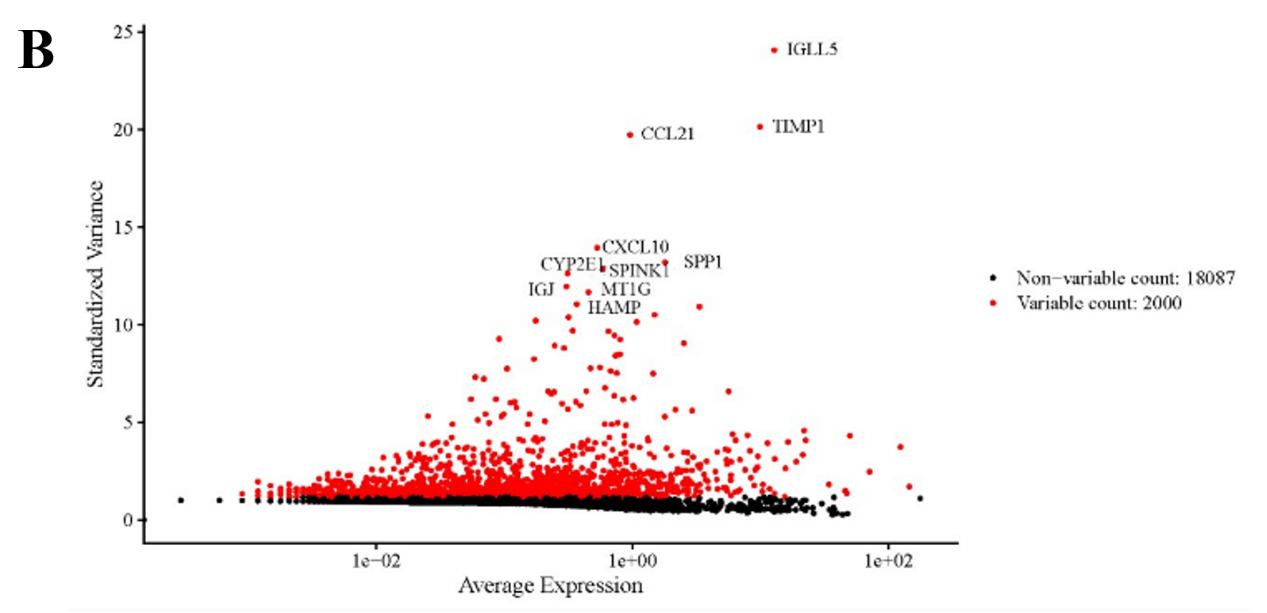 B
25
20
15
10
5
0
Standardized Variance
IGLL5
TIMP1
CCL21
CXCL10
CYP2E1
SPP1
SPINK1
IGJ
MT1G
HAMP
Non−variable count: 18087
Variable count: 2000
1e−02
1e+00
1e+02
Average Expression